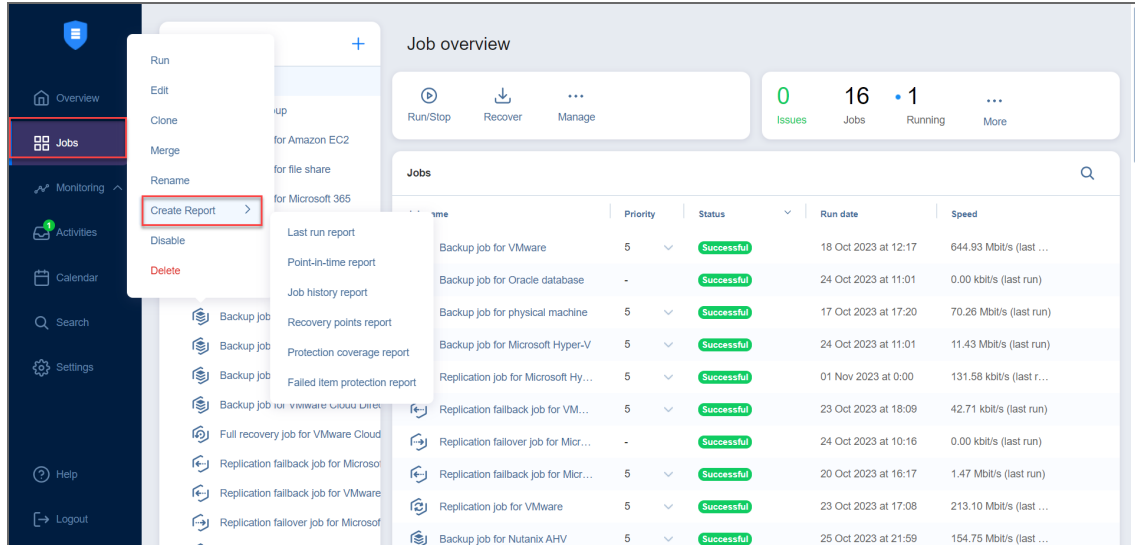 Overview
Jobs
Monitoring
1
Activities
Calendar
Search
Settings
Help
Logout
Run
Edit
Clone
Merge
Rename
Create Report
Disable
Delete
Last run report
Point-in-time report
Job history report
Recovery points report
Protection coverage report
Failed item protection report
+
for Amazon EC2
for file share
for Microsoft 365
Backup job
Backup job
Backup job
Backup job for VMware Cloud
Full recovery job for VMware Cloud
Replication failback job for
Replication failback job for VMware
Replication failover job for
Job overview
Run/Stop
Recover
Manage
0 16 1
Issues Jobs Running More
Jobs
Priority Status Run date Speed
Backup job for VMware 5 Successful 18 Oct 2023 at 12:17 644.93 Mbit/s (last ...
Backup job for Oracle database - Successful 24 Oct 2023 at 11:01 0.00 kbit/s (last run)
Backup job for physical machine 5 Successful 17 Oct 2023 at 17:20 70.26 Mbit/s (last run)
Backup job for Microsoft Hyper-V 5 Successful 24 Oct 2023 at 11:01 11.43 Mbit/s (last run)
Replication job for Microsoft Hy... 5 Successful 01 Nov 2023 at 0:00 131.58 kbit/s (last r...
Replication failback job for VM... 5 Successful 23 Oct 2023 at 18:09 42.71 kbit/s (last run)
Replication failover job for Micr... - Successful 24 Oct 2023 at 10:16 0.00 kbit/s (last run)
Replication failback job for Micr... 5 Successful 20 Oct 2023 at 16:17 1.47 Mbit/s (last run)
Replication job for VMware 5 Successful 23 Oct 2023 at 17:08 213.10 Mbit/s (last ...
Backup job for Nutanix AHV 5 Successful 25 Oct 2023 at 21:59 154.75 Mbit/s (last ...